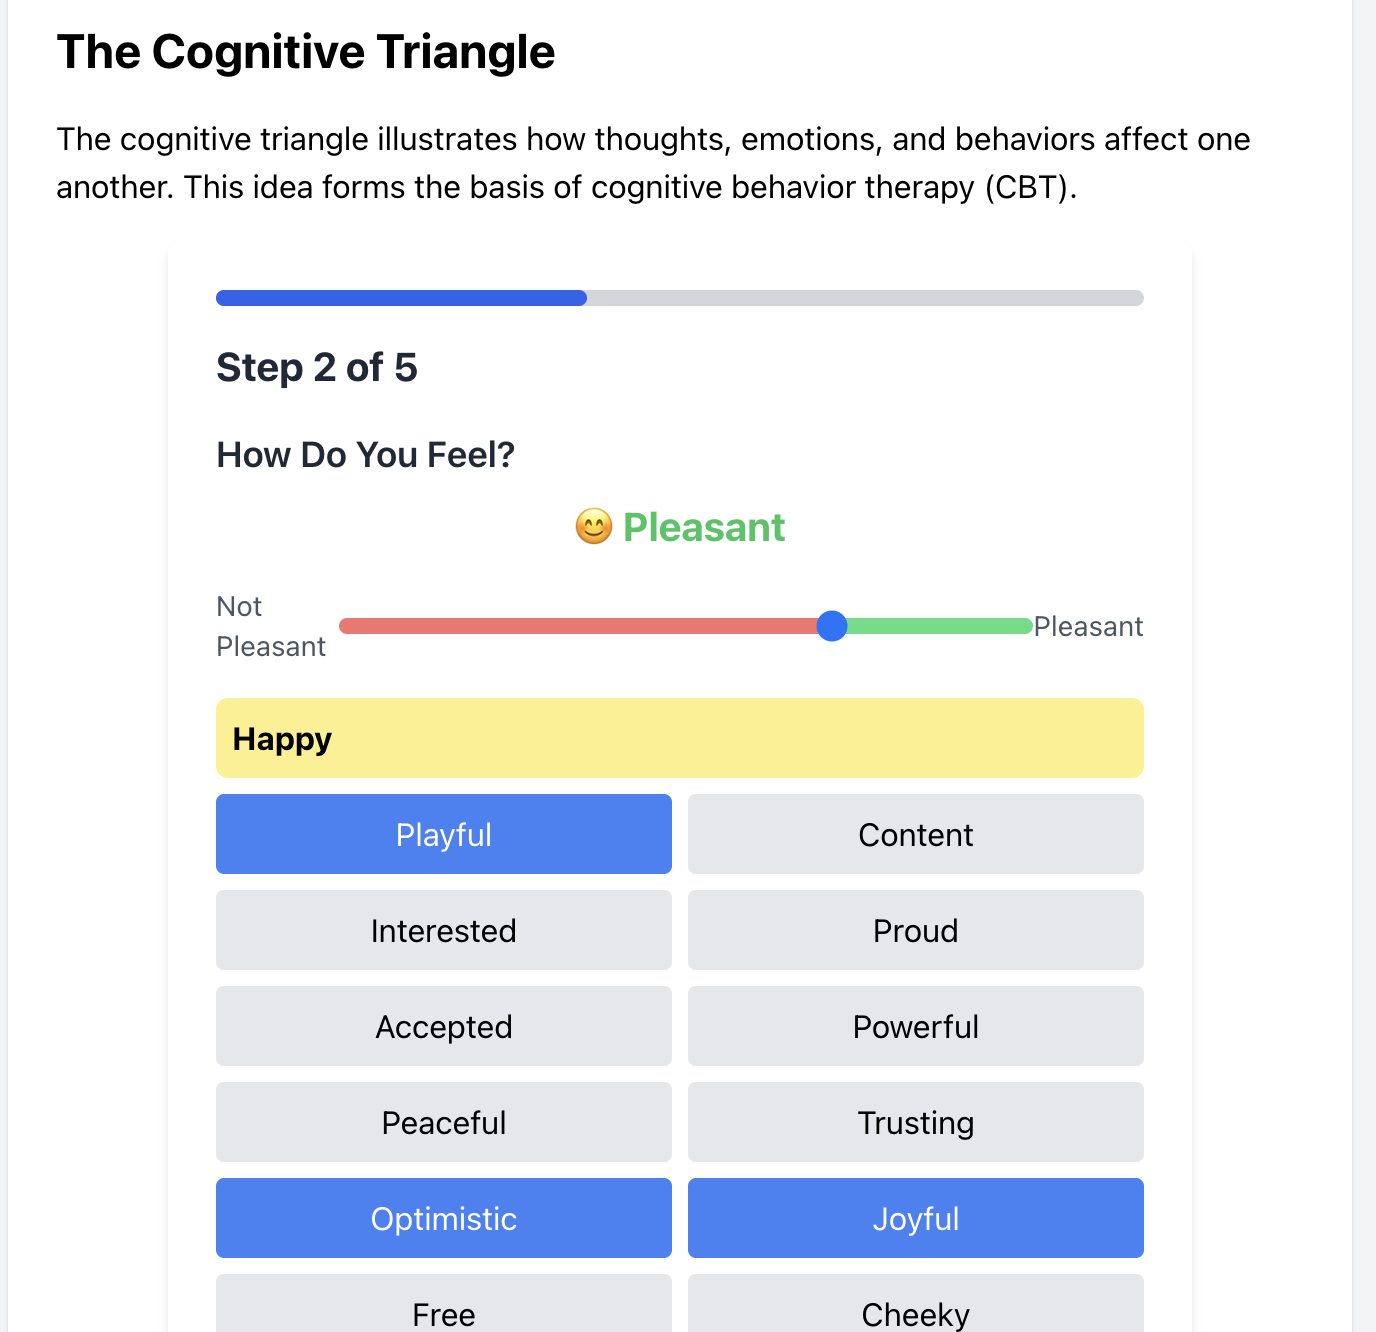 The Cognitive Triangle
The cognitive triangle illustrates how thoughts, emotions, and behaviors affect one
another. This idea forms the basis of cognitive behavior therapy (CBT).
Step 2 of 5
How Do You Feel?
😊 Pleasant
Not
Pleasant
Pleasant
Happy
Playful
Content
Interested
Proud
Accepted
Powerful
Peaceful
Trusting
Optimistic
Joyful
Free
Cheeky